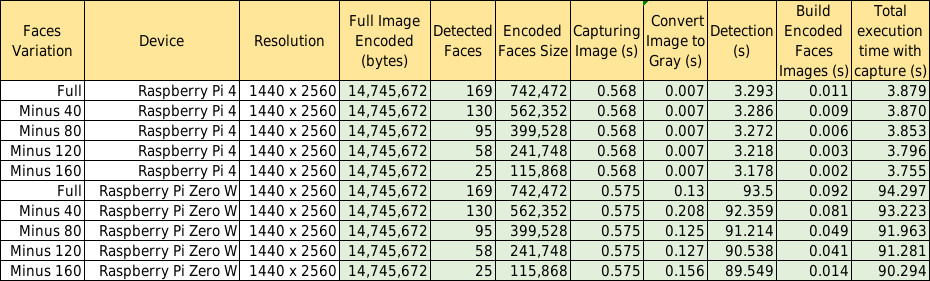 Faces Variation | Device | Resolution | Full Image Encoded (bytes) | Detected Faces | Encoded Faces Size | Capturing Image (s) | Convert Image to Gray (s) | Detection (s) | Build Encoded Faces Images (s) | Total execution time with capture (s)
Full | Raspberry Pi 4 | 1440 x 2560 | 14,745,672 | 169 | 742,472 | 0.568 | 0.007 | 3.293 | 0.011 | 3.879
Minus 40 | Raspberry Pi 4 | 1440 x 2560 | 14,745,672 | 130 | 562,352 | 0.568 | 0.007 | 3.286 | 0.009 | 3.870
Minus 80 | Raspberry Pi 4 | 1440 x 2560 | 14,745,672 | 95 | 399,528 | 0.568 | 0.007 | 3.272 | 0.006 | 3.853
Minus 120 | Raspberry Pi 4 | 1440 x 2560 | 14,745,672 | 58 | 241,748 | 0.568 | 0.007 | 3.218 | 0.003 | 3.796
Minus 160 | Raspberry Pi 4 | 1440 x 2560 | 14,745,672 | 25 | 115,868 | 0.568 | 0.007 | 3.178 | 0.002 | 3.755
Full | Raspberry Pi Zero W | 1440 x 2560 | 14,745,672 | 169 | 742,472 | 0.575 | 0.13 | 93.5 | 0.092 | 94.297
Minus 40 | Raspberry Pi Zero W | 1440 x 2560 | 14,745,672 | 130 | 562,352 | 0.575 | 0.208 | 92.359 | 0.081 | 93.223
Minus 80 | Raspberry Pi Zero W | 1440 x 2560 | 14,745,672 | 95 | 399,528 | 0.575 | 0.125 | 91.214 | 0.049 | 91.963
Minus 120 | Raspberry Pi Zero W | 1440 x 2560 | 14,745,672 | 58 | 241,748 | 0.575 | 0.127 | 90.538 | 0.041 | 91.281
Minus 160 | Raspberry Pi Zero W | 1440 x 2560 | 14,745,672 | 25 | 115,868 | 0.575 | 0.156 | 89.549 | 0.014 | 90.294